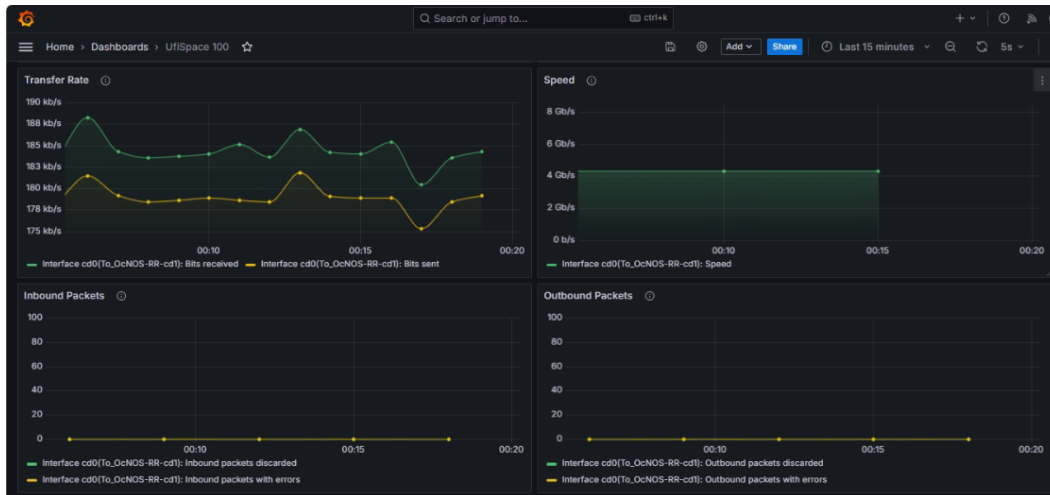 Search or jump to... ctrl+k
Home > Dashboards > UfiSpace 100 Add Share Last 15 minutes 5s
Transfer Rate
190 kb/s
188 kb/s
185 kb/s
183 kb/s
180 kb/s
178 kb/s
175 kb/s
00:10 00:15 00:20
Interface cd0(To_OcNOS-RR-cd1): Bits received Interface cd0(To_OcNOS-RR-cd1): Bits sent
Speed
8 Gb/s
6 Gb/s
4 Gb/s
2 Gb/s
0 b/s
00:10 00:15 00:20
Interface cd0(To_OcNOS-RR-cd1): Speed
Inbound Packets
100
80
60
40
20
0
00:10 00:15 00:20
Interface cd0(To_OcNOS-RR-cd1): Inbound packets discarded
Interface cd0(To_OcNOS-RR-cd1): Inbound packets with errors
Outbound Packets
100
80
60
40
20
0
00:10 00:15 00:20
Interface cd0(To_OcNOS-RR-cd1): Outbound packets discarded
Interface cd0(To_OcNOS-RR-cd1): Outbound packets with errors